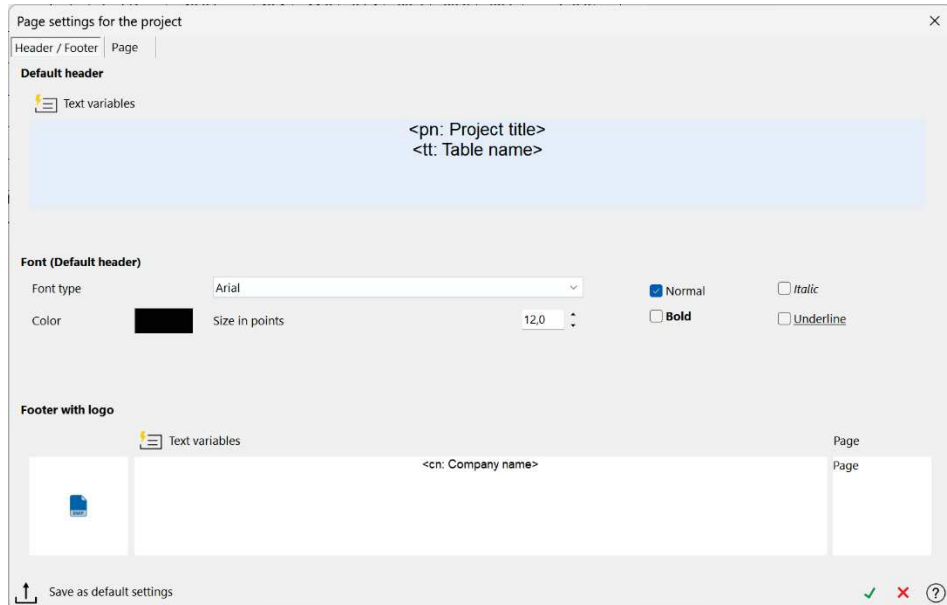 Page settings for the project
Header / Footer Page
Default header
Text variables
<pn: Project title>
<tt: Table name>
Font (Default header)
Font type Arial Normal Italic
Color Size in points 12,0 Bold Underline
Footer with logo
Text variables Page
<cn: Company name> Page
Save as default settings